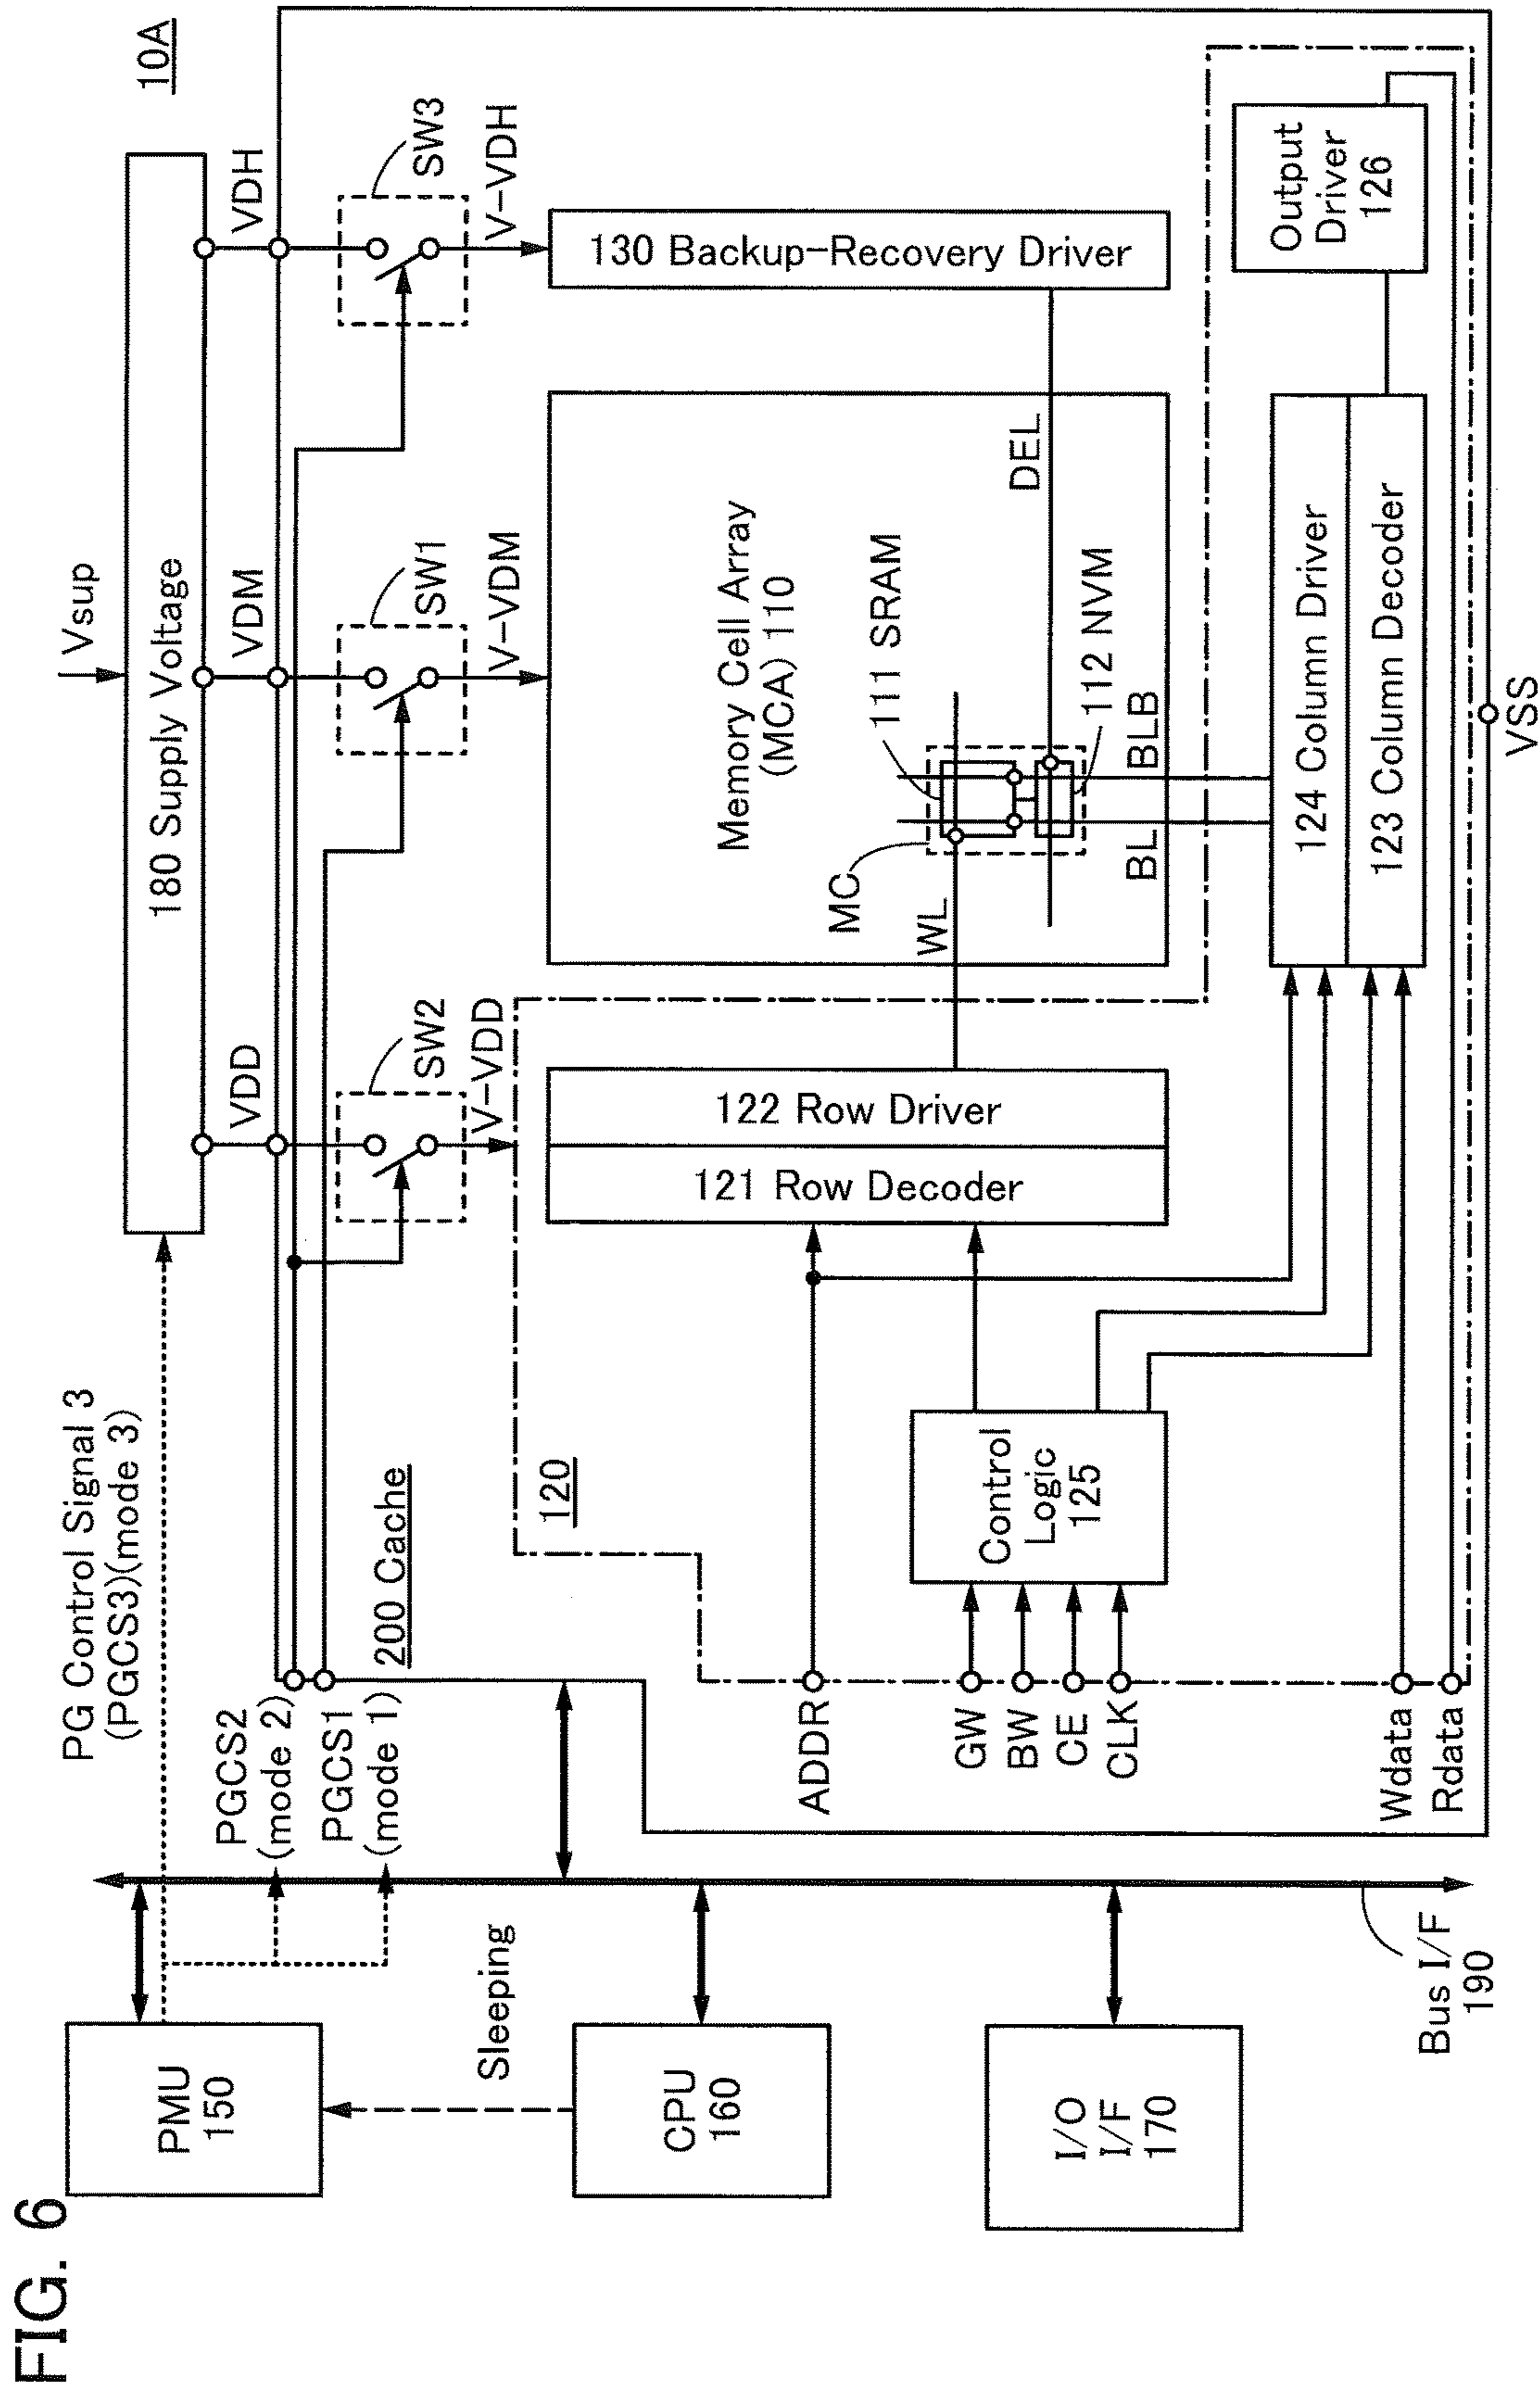 FIG. 6
10A
Vsup
180 Supply Voltage
PG Control Signal 3
(PGCS3)(mode 3)
VDD
VDM
VDH
PMU
150
PGCS2
(mode 2)
PGCS1
(mode 1)
200 Cache
SW2
SW1
SW3
V-VDD
V-VDM
V-VDH
Sleeping
120
CPU
160
121 Row Decoder
122 Row Driver
Memory Cell Array
(MCA) 110
130 Backup-Recovery Driver
MC
111 SRAM
WL
DEL
112 NVM
BL
BLB
ADDR
GW
BW
CE
CLK
Control
Logic
125
I/O
I/F
170
124 Column Driver
123 Column Decoder
Output
Driver
126
Wdata
Rdata
Bus I/F
190
VSS